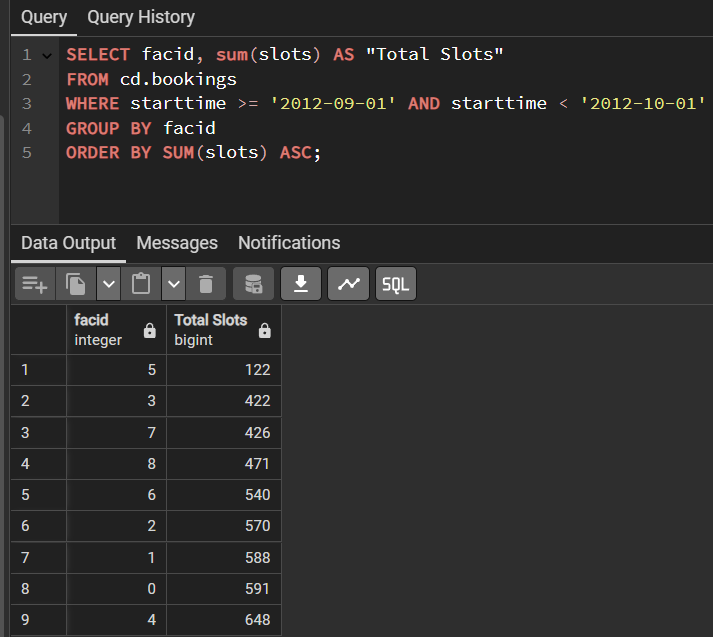 Query Query History
1 SELECT facid, sum(slots) AS "Total Slots"
2 FROM cd.bookings
3 WHERE starttime >= '2012-09-01' AND starttime < '2012-10-01'
4 GROUP BY facid
5 ORDER BY SUM(slots) ASC;
Data Output Messages Notifications
SQL
facid Total Slots
integer bigint
1 5 122
2 3 422
3 7 426
4 8 471
5 6 540
6 2 570
7 1 588
8 0 591
9 4 648